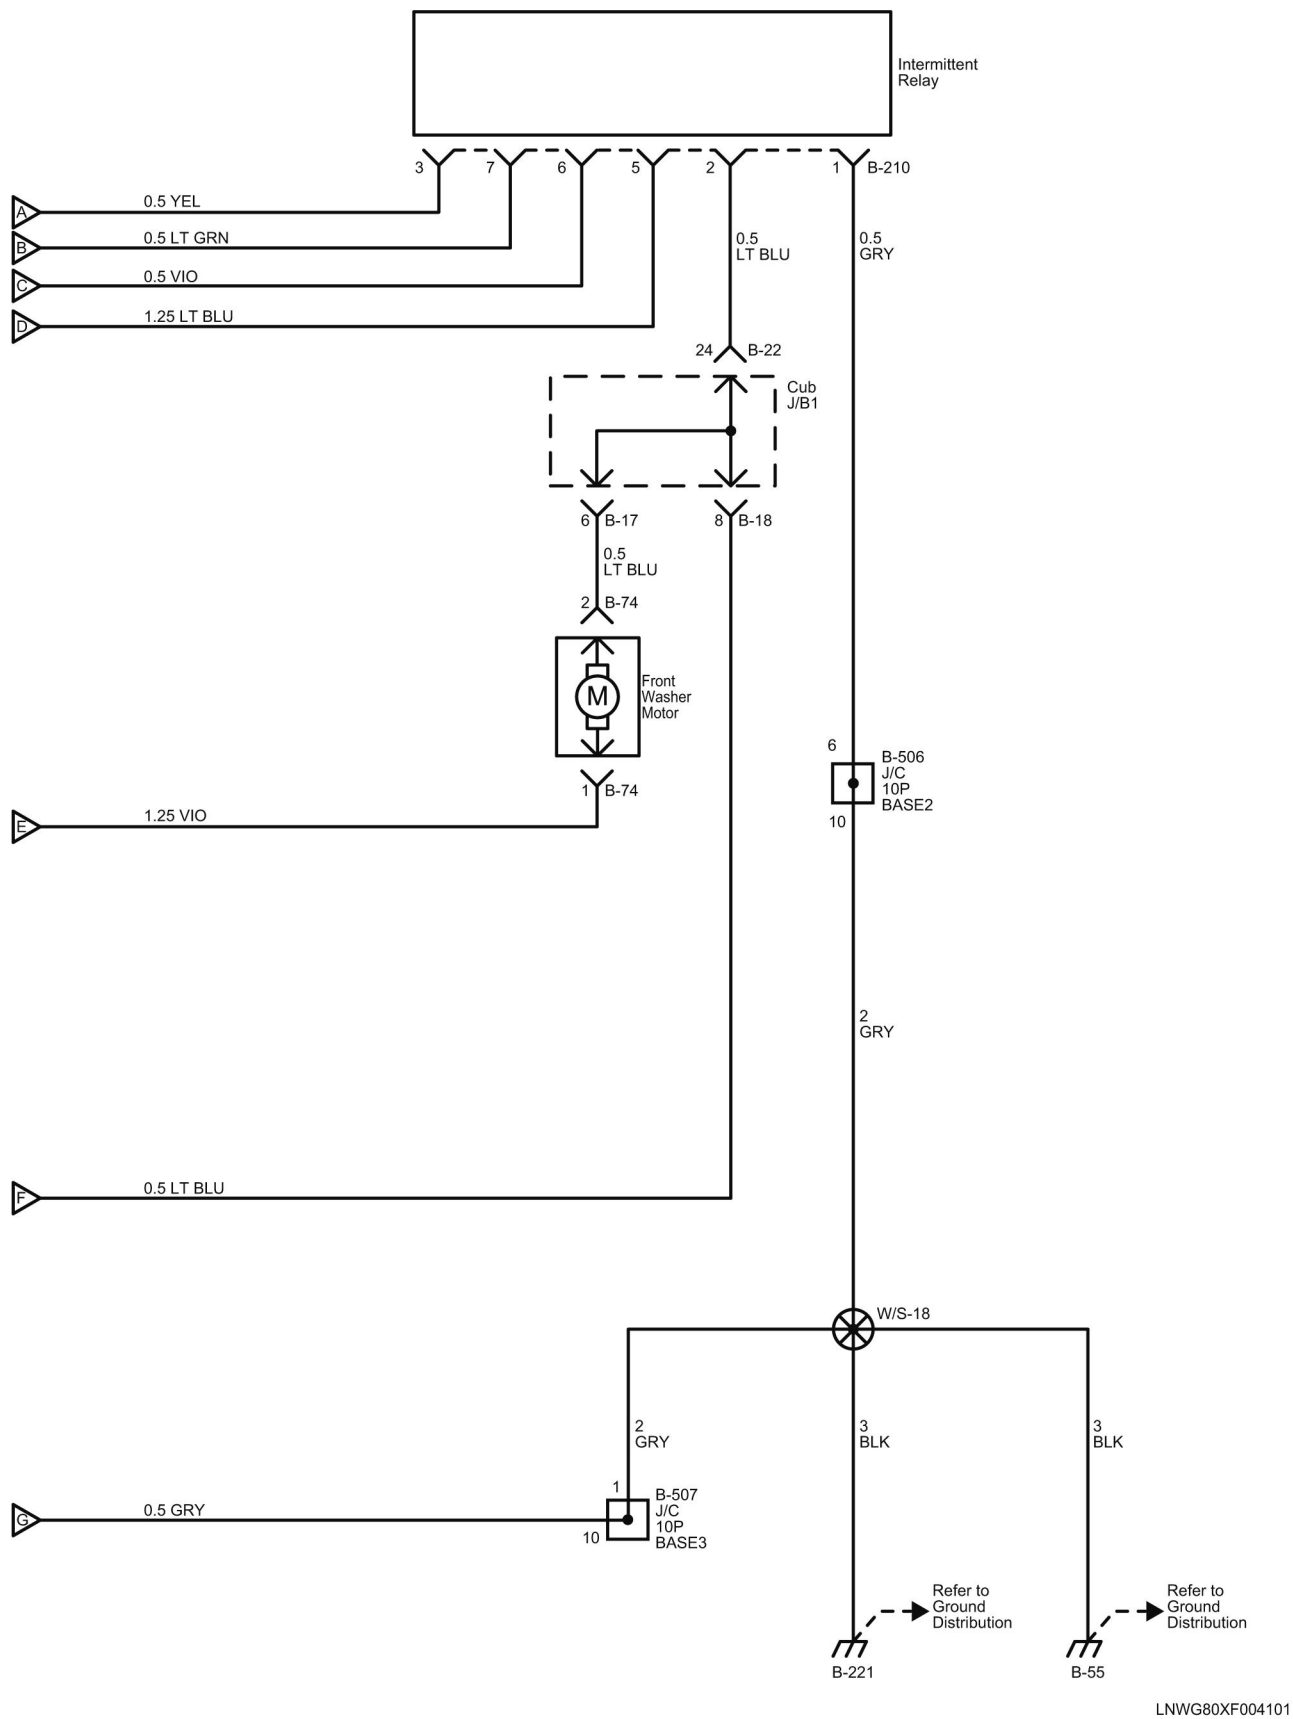 Intermittent
Relay
3
7
6
5
2
1
B-210
A
0.5 YEL
B
0.5 LT GRN
C
0.5 VIO
D
1.25 LT BLU
0.5
LT BLU
0.5
GRY
24
B-22
Cub
J/B1
6
B-17
8
B-18
0.5
LT BLU
2
B-74
M
Front
Washer
Motor
1
B-74
E
1.25 VIO
6
B-506
J/C
10P
BASE2
10
2
GRY
F
0.5 LT BLU
W/S-18
2
GRY
3
BLK
3
BLK
G
0.5 GRY
1
10
B-507
J/C
10P
BASE3
Refer to
Ground
Distribution
Refer to
Ground
Distribution
B-221
B-55
LNWG80XF004101